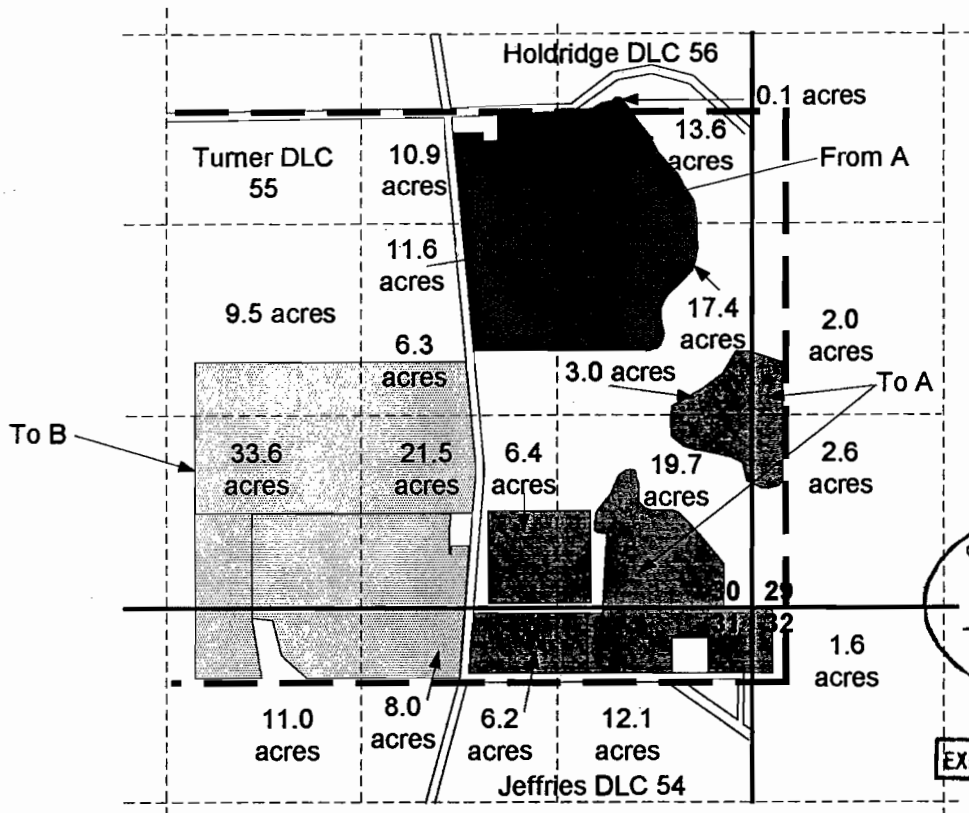 Holdridge DLC 56
0.1 acres
13.6
acres
From A
Turner DLC
55
10.9
acres
11.6
acres
17.4
acres
9.5 acres
6.3
acres
2.0
acres
3.0 acres
To A
To B
33.6
acres
21.5
acres
6.4
acres
19.7
acres
2.6
acres
0
29
31
32
1.6
acres
11.0
acres
8.0
acres
6.2
acres
12.1
acres
Jeffries DLC 54
EX